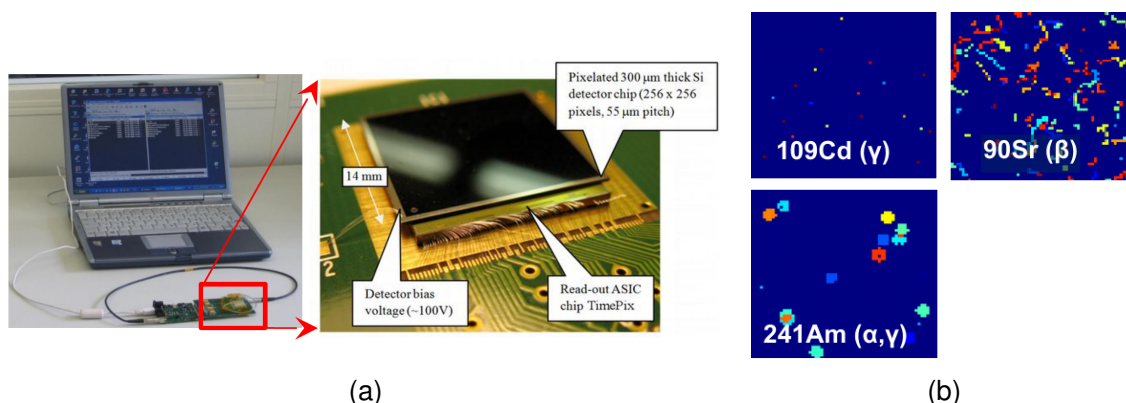 Pixelated 300 μm thick Si
detector chip (256 x 256
pixels, 55 μm pitch)
14 mm
2
Detector bias
voltage (~100V)
Read-out ASIC
chip TimePix
(a)
109Cd (γ)
90Sr (β)
241Am (α,γ)
(b)